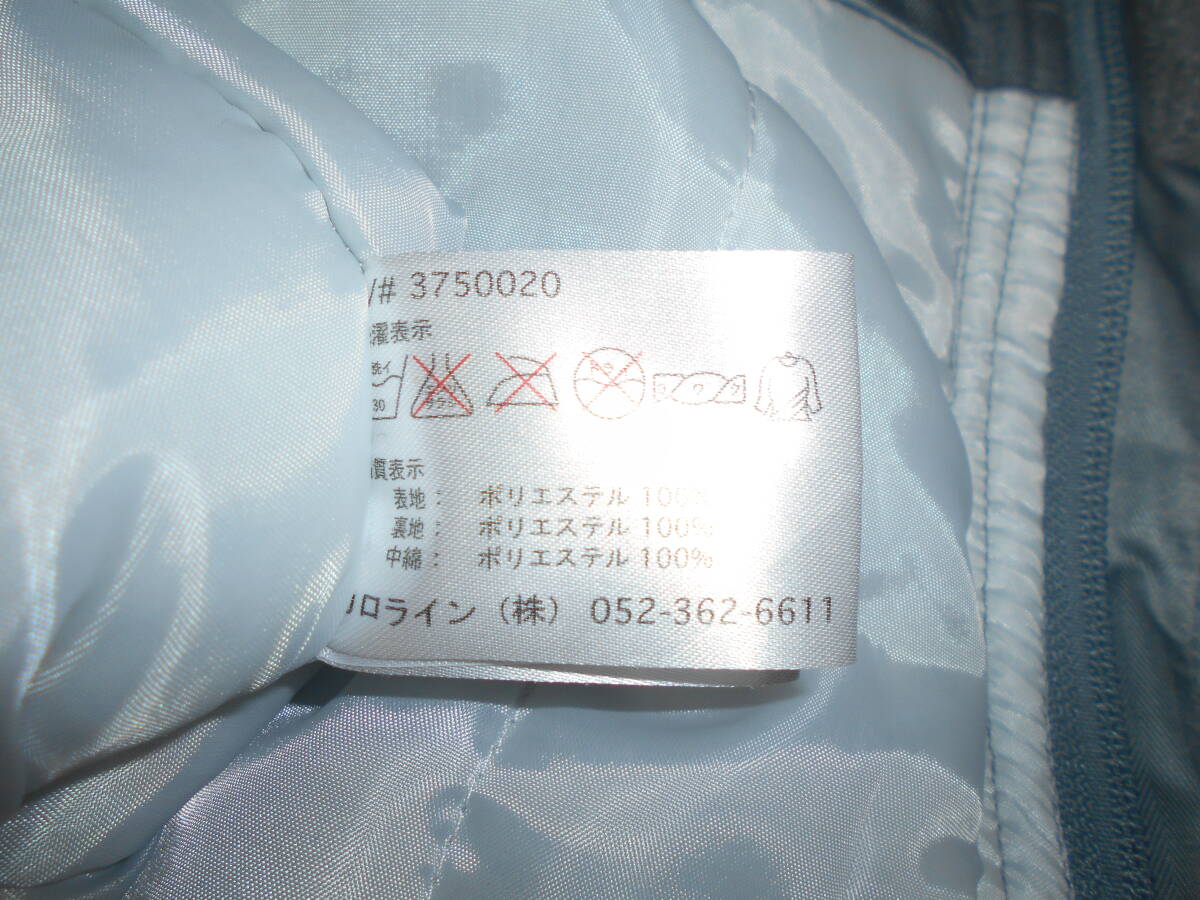 /# 3750020
濯表示
洗イ
30
質表示
表地： ポリエステル 100%
裏地： ポリエステル 100%
中綿： ポリエステル 100%
ロライン（株） 052-362-6611